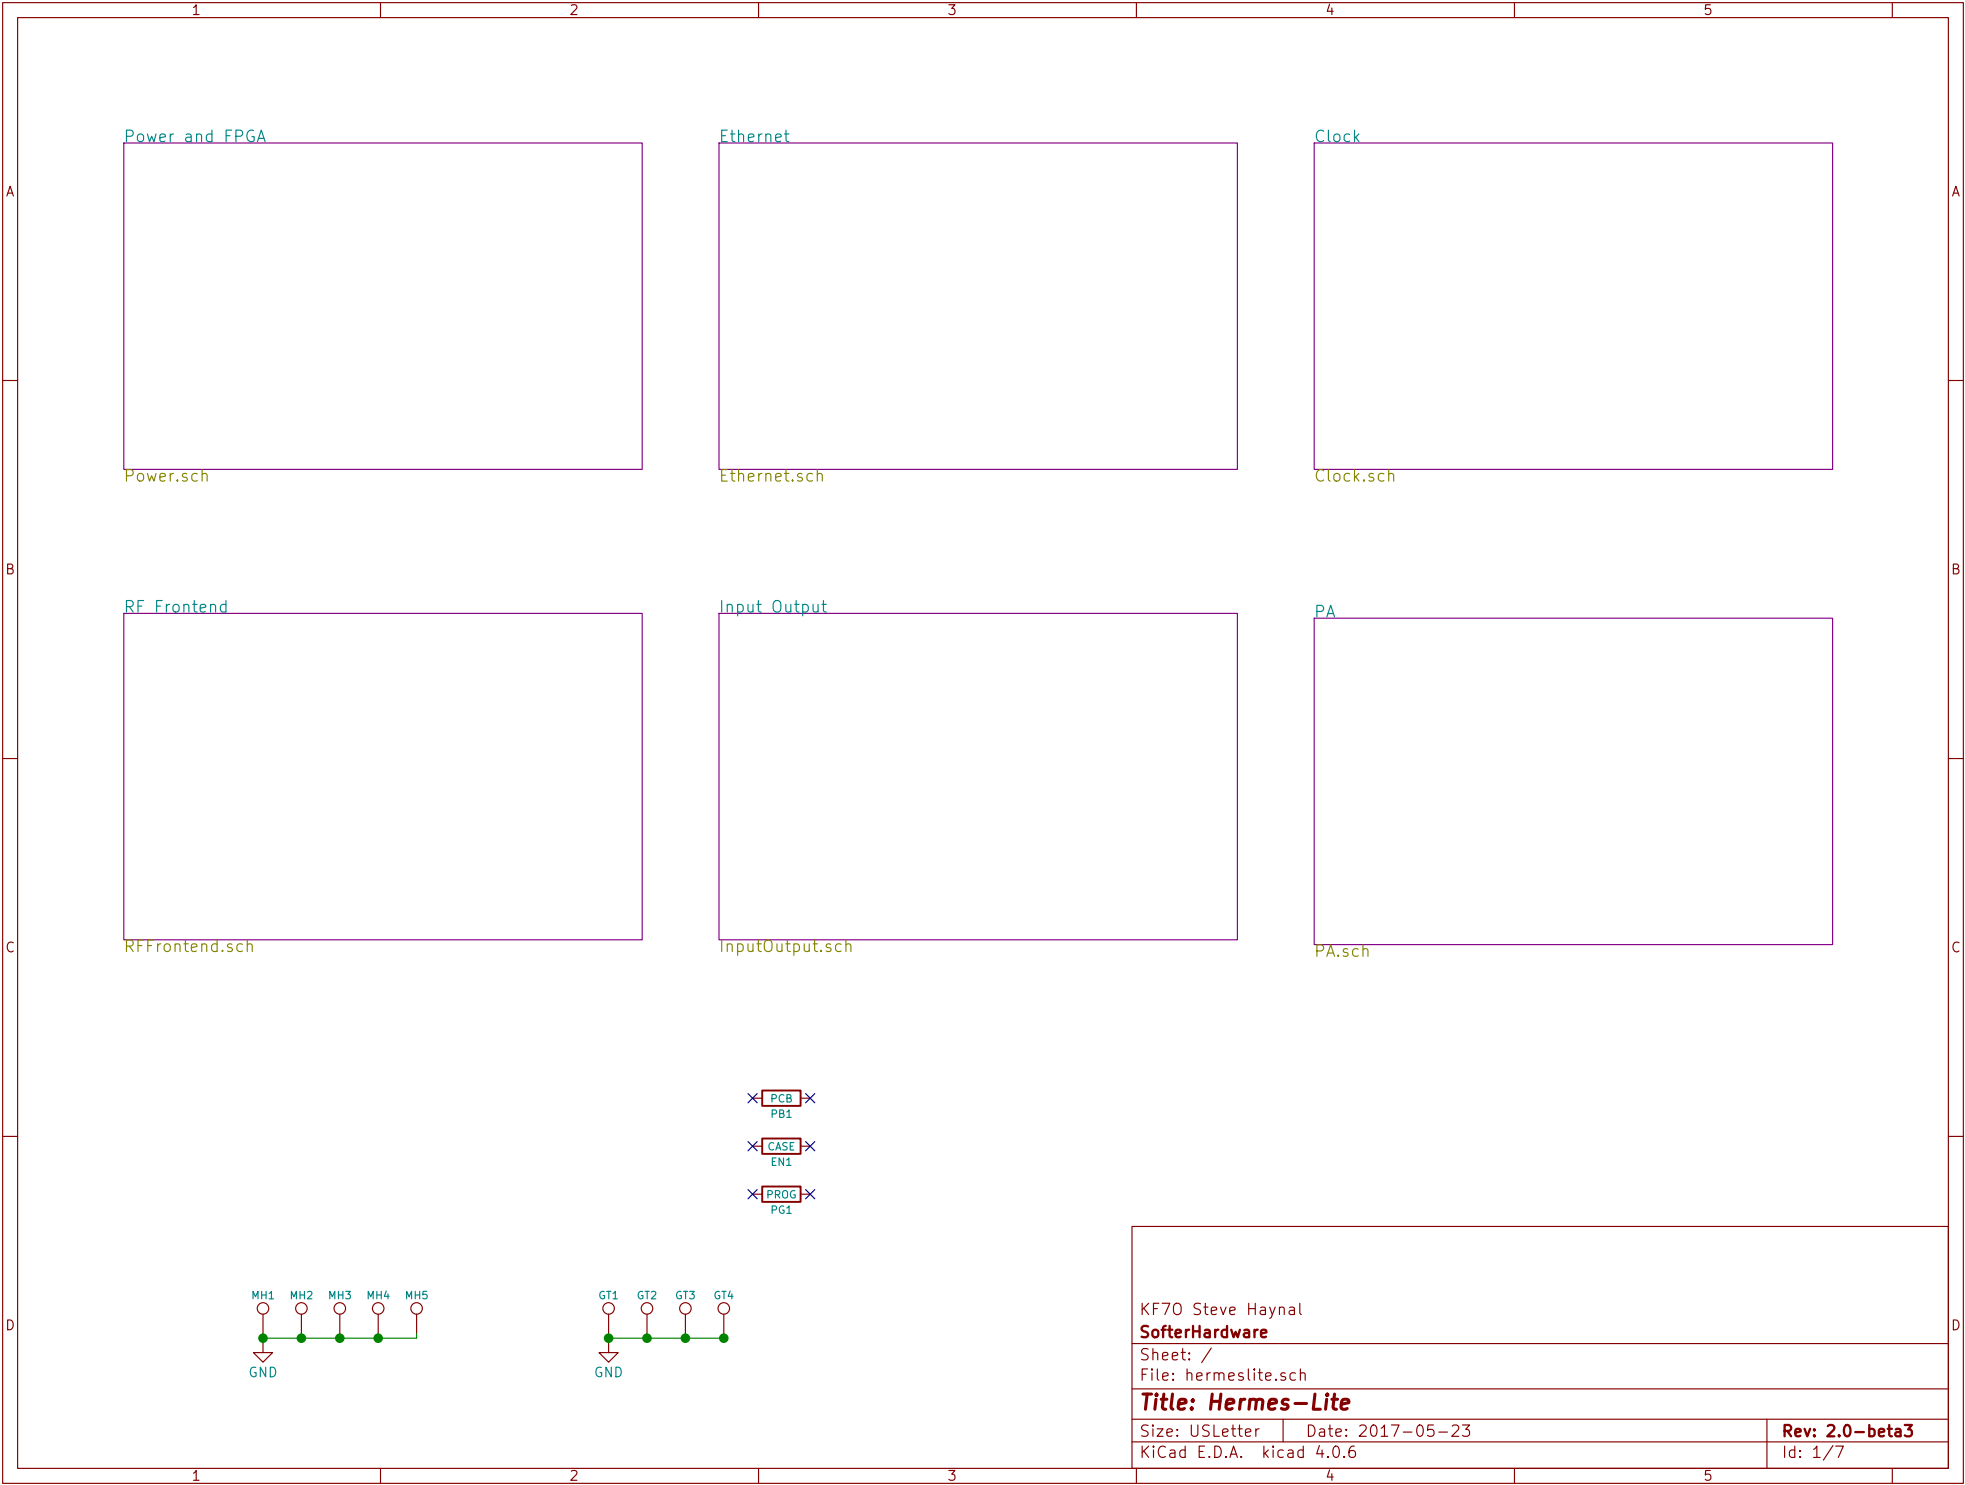 1 2 3 4 5
Power and FPGA Ethernet Clock
A A
Power.sch Ethernet.sch Clock.sch
B B
RF Frontend Input Output PA
RFFrontend.sch InputOutput.sch PA.sch
C C
PCB
PB1
CASE
EN1
PROG
PG1
MH1 MH2 MH3 MH4 MH5 GT1 GT2 GT3 GT4
D D
GND GND
KF7O Steve Haynal
SofterHardware
Sheet: /
File: hermeslite.sch
Title: Hermes-Lite
Size: USLetter Date: 2017-05-23 Rev: 2.0-beta3
KiCad E.D.A. kicad 4.0.6 Id: 1/7
1 2 3 4 5